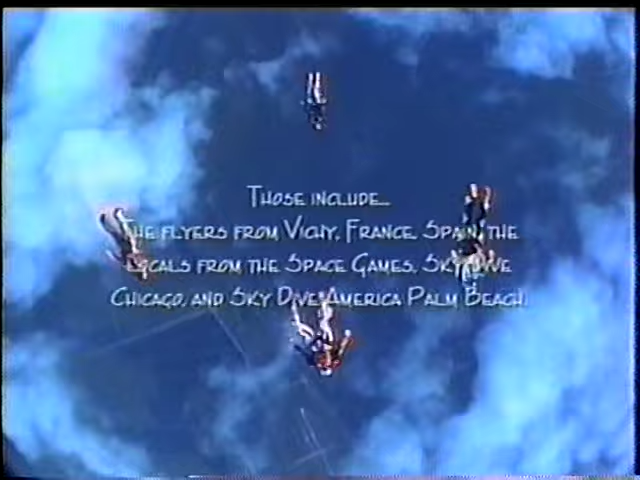 Those include...
The flyers from Vichy, France, Spain, the
locals from the Space Games, Sky Dive
Chicago, and Sky Dive America Palm Beach.